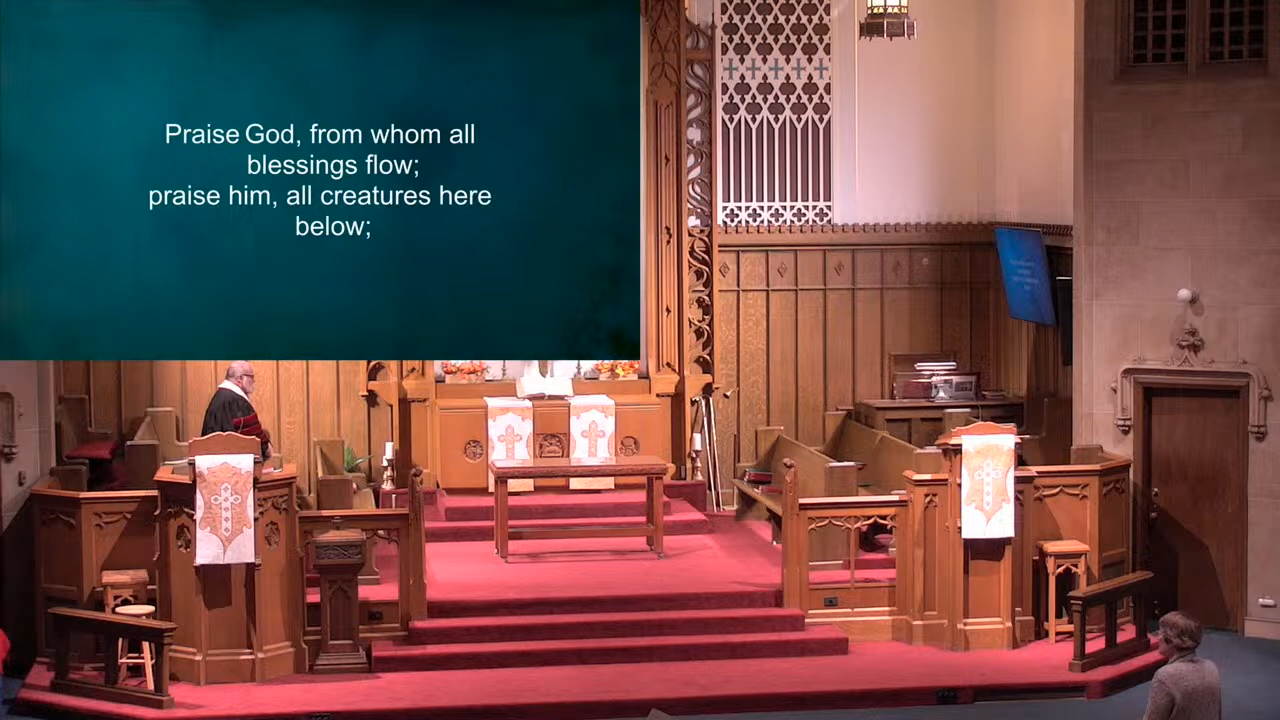 Praise God, from whom all
blessings flow;
praise him, all creatures here
below;